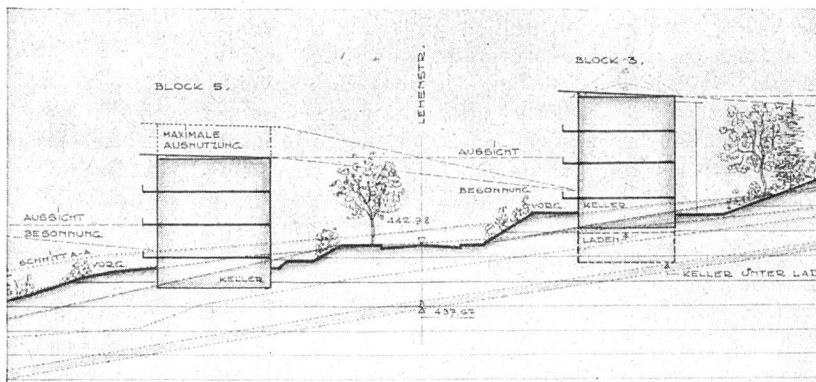 BLOCK 5.
LEHENSTR.
BLOCK 3.
MAXIMALE
AUSNUTZUNG
AUSSICHT
BESONNUNG
VORG.
KELLER
442.98
AUSSICHT
BESONNUNG
SCHNITT A-A
VORG.
KELLER
LADEN
KELLER UNTER LAD
437.67